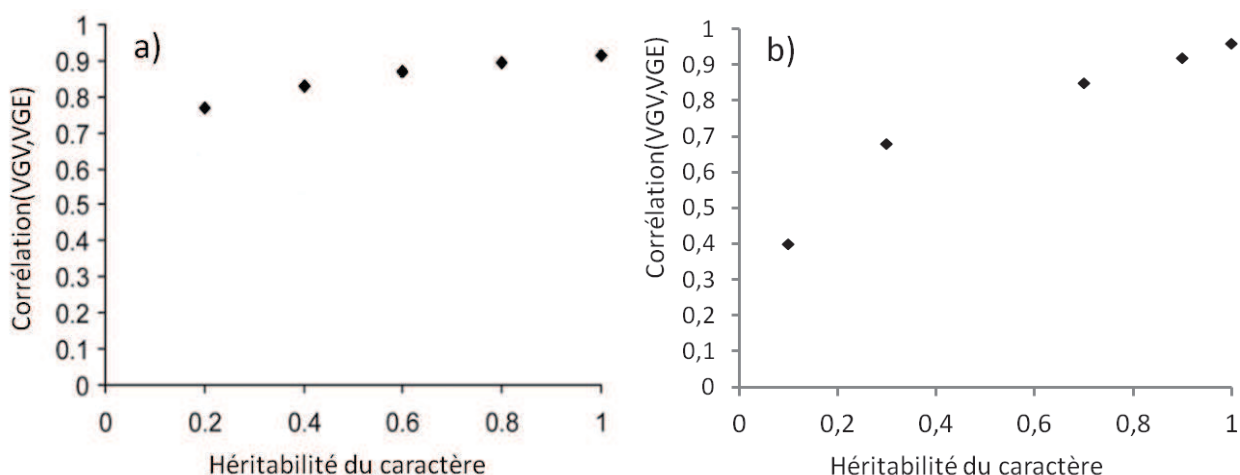 a)
Corrélation(VGV,VGE)
1
0.9
0.8
0.7
0.6
0.5
0.4
0.3
0.2
0.1
0
0 0.2 0.4 0.6 0.8 1
Héritabilité du caractère
b)
Corrélation(VGV,VGE)
1
0,9
0,8
0,7
0,6
0,5
0,4
0,3
0,2
0,1
0
0 0,2 0,4 0,6 0,8 1
Héritabilité du caractère